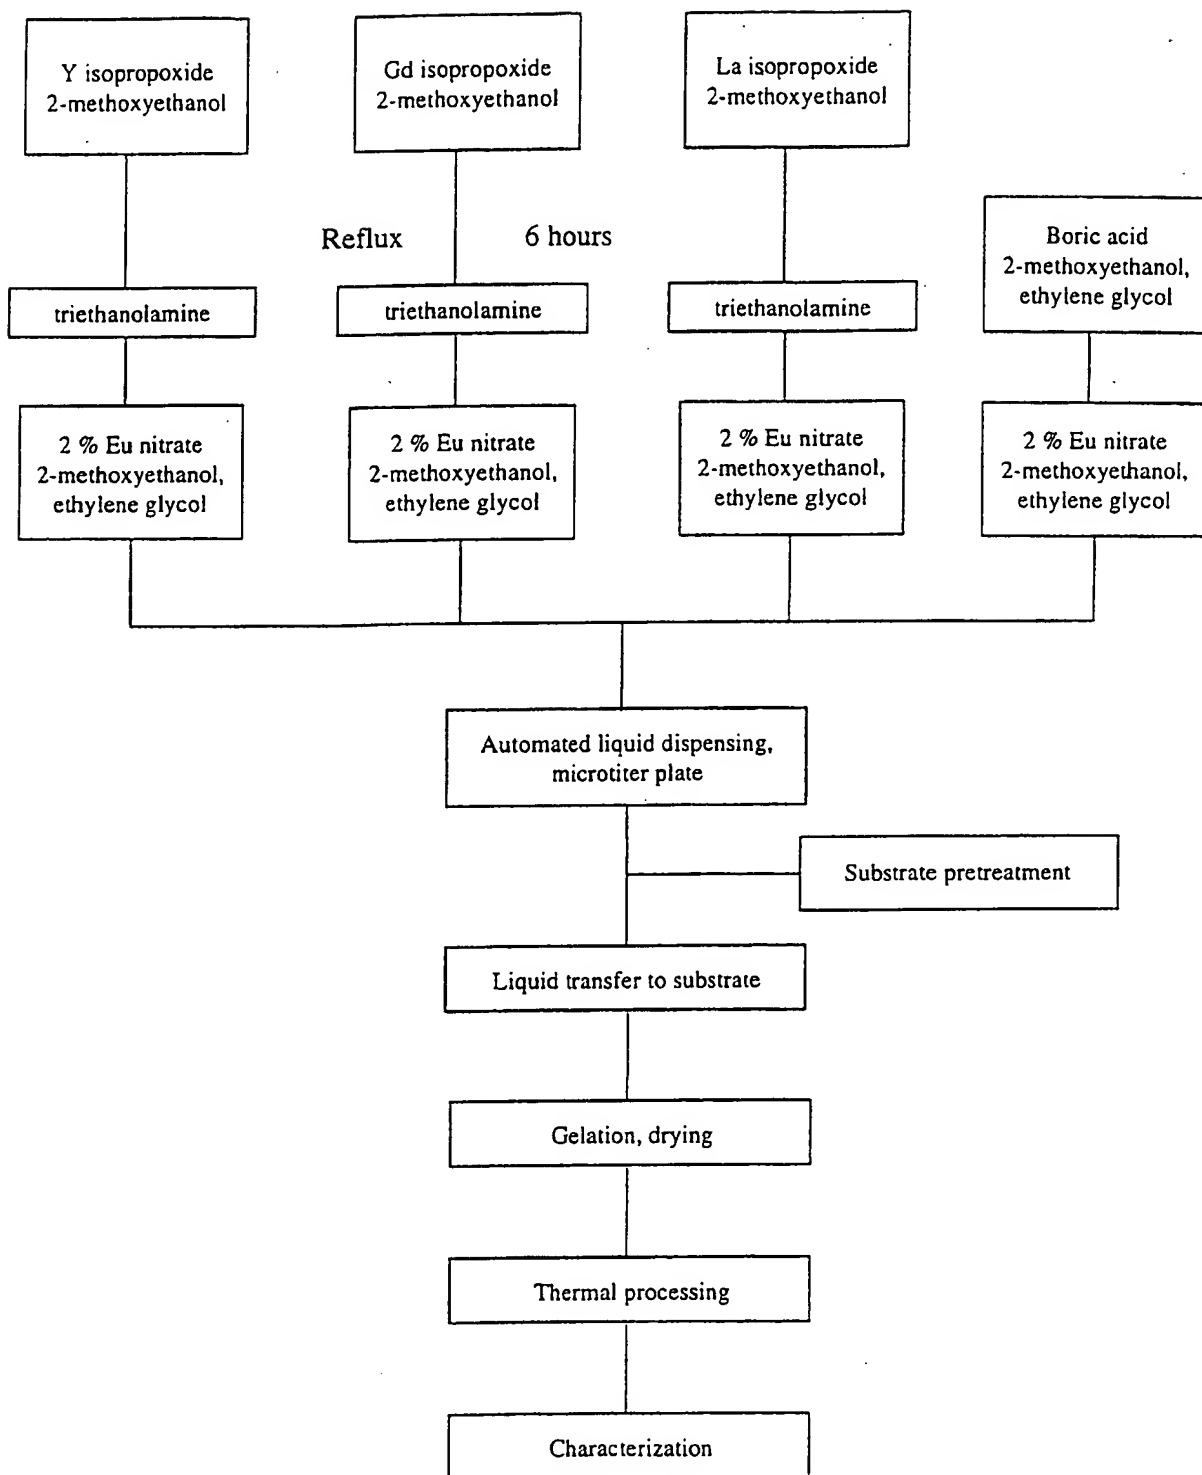 Y isopropoxide
2-methoxyethanol
Gd isopropoxide
2-methoxyethanol
La isopropoxide
2-methoxyethanol
Reflux 6 hours
Boric acid
2-methoxyethanol,
ethylene glycol
triethanolamine
triethanolamine
triethanolamine
2 % Eu nitrate
2-methoxyethanol,
ethylene glycol
2 % Eu nitrate
2-methoxyethanol,
ethylene glycol
2 % Eu nitrate
2-methoxyethanol,
ethylene glycol
2 % Eu nitrate
2-methoxyethanol,
ethylene glycol
Automated liquid dispensing,
microtiter plate
Substrate pretreatment
Liquid transfer to substrate
Gelation, drying
Thermal processing
Characterization